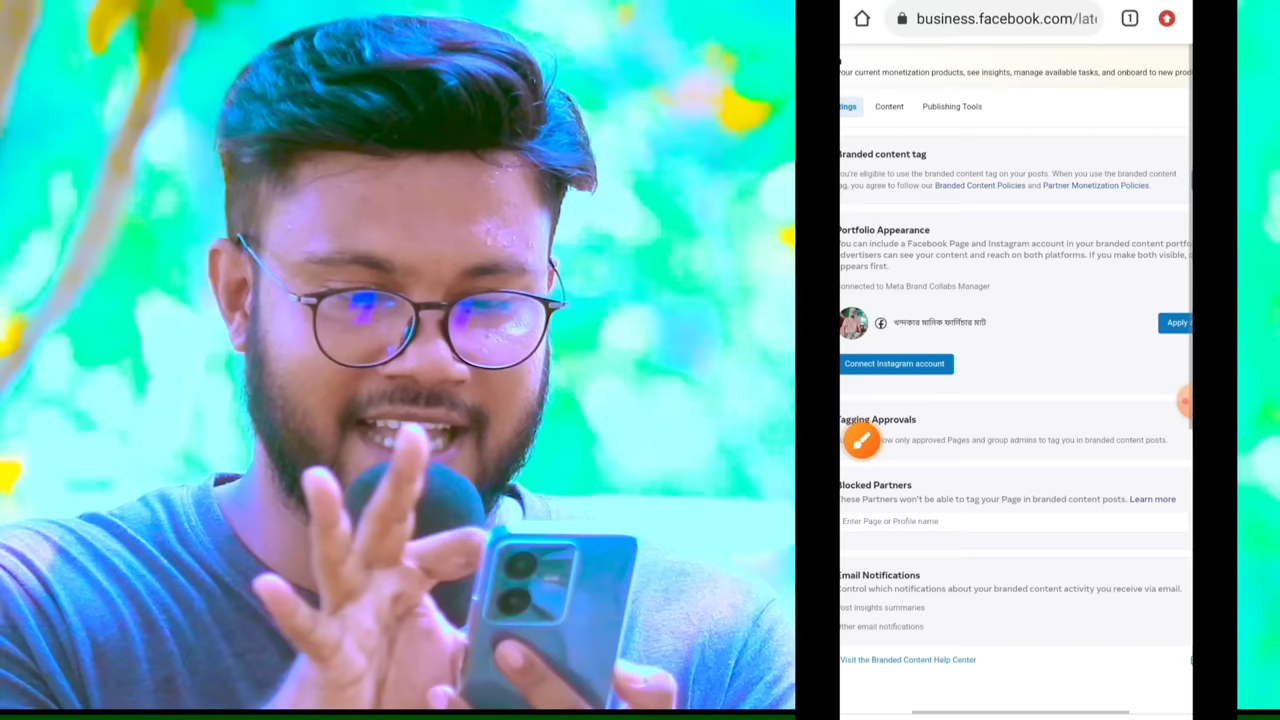 business.facebook.com/lat
1
our current monetization products, see insights, manage available tasks, and onboard to new prod
ings Content Publishing Tools
Branded content tag
ou're eligible to use the branded content tag on your posts. When you use the branded content
ag, you agree to follow our Branded Content Policies and Partner Monetization Policies.
Portfolio Appearance
You can include a Facebook Page and Instagram account in your branded content portfo
dvertisers can see your content and reach on both platforms. If you make both visible,
ppears first.
onnected to Meta Brand Collabs Manager
খন্দকার মানিক ফার্নিচার মার্ট
Apply
Connect Instagram account
Tagging Approvals
ow only approved Pages and group admins to tag you in branded content posts.
Blocked Partners
These Partners won't be able to tag your Page in branded content posts. Learn more
Enter Page or Profile name
Email Notifications
Control which notifications about your branded content activity you receive via email.
ost insights summaries
ther email notifications
Visit the Branded Content Help Center